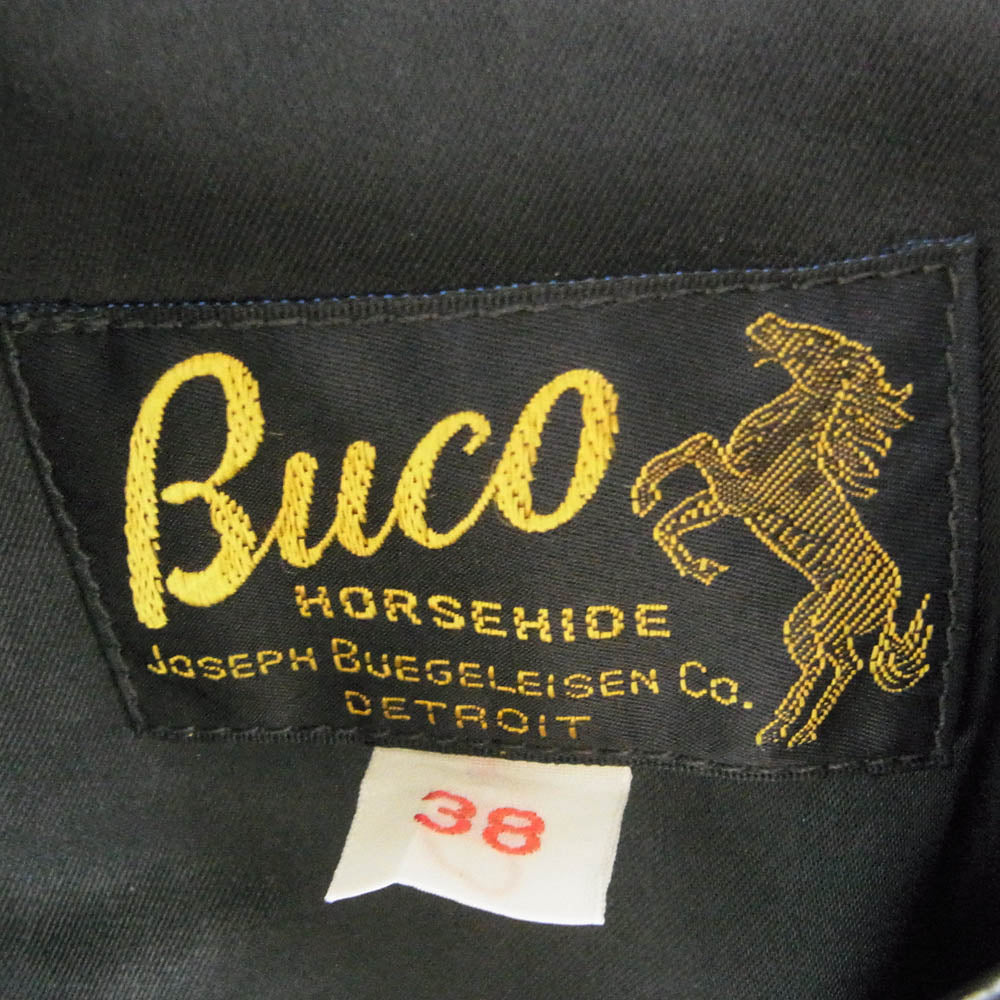 Buco
HORSEHIDE
JOSEPH BUEGELEISEN CO.
DETROIT
38